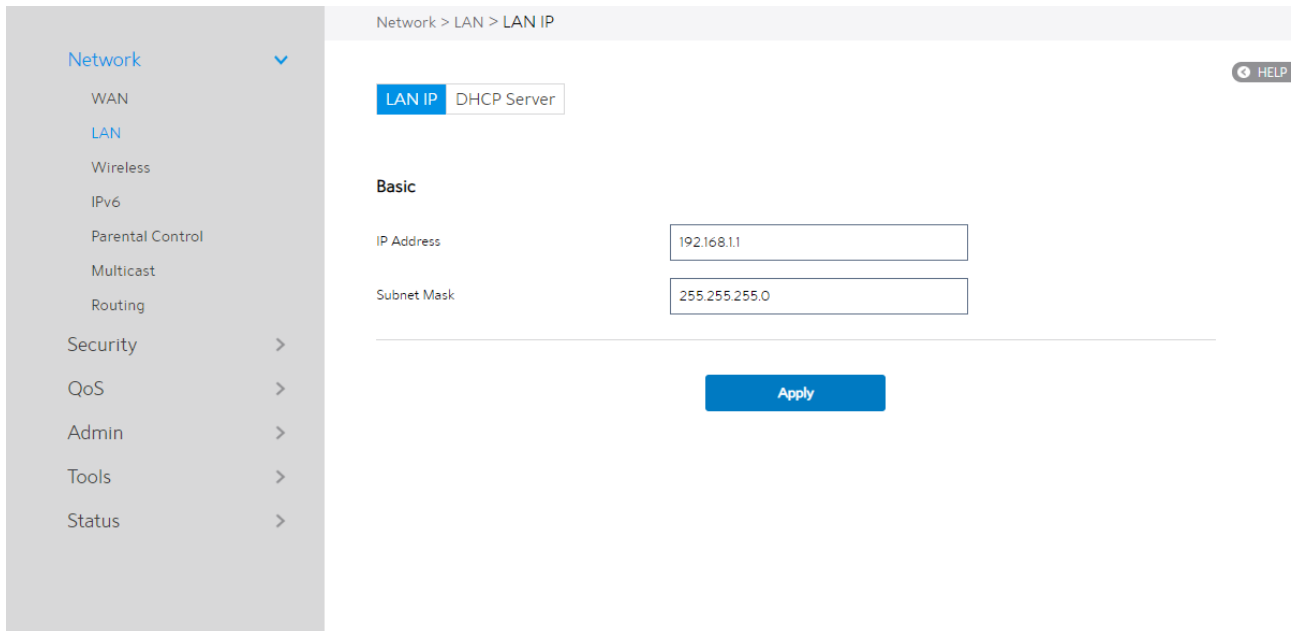 Network > LAN > LAN IP
Network
WAN
LAN
Wireless
IPv6
Parental Control
Multicast
Routing
Security
QoS
Admin
Tools
Status
HELP
LAN IP DHCP Server
Basic
IP Address 192.168.1.1
Subnet Mask 255.255.255.0
Apply